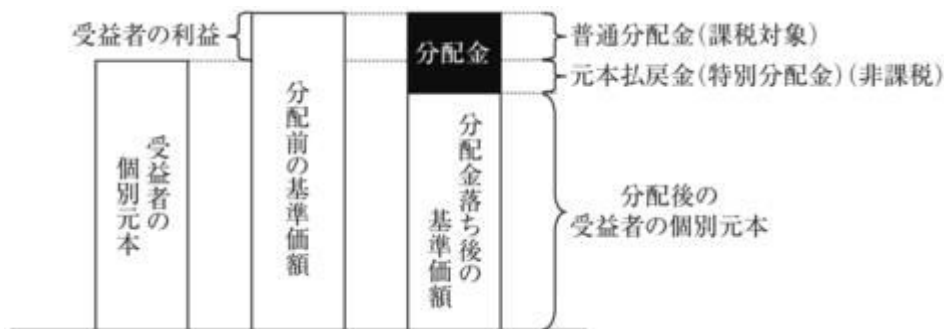 受益者の利益
分配金
普通分配金(課税対象)
元本払戻金(特別分配金)(非課税)
受益者の
個別元本
分配前の基準価額
分配金落ち後の
基準価額
分配後の
受益者の個別元本